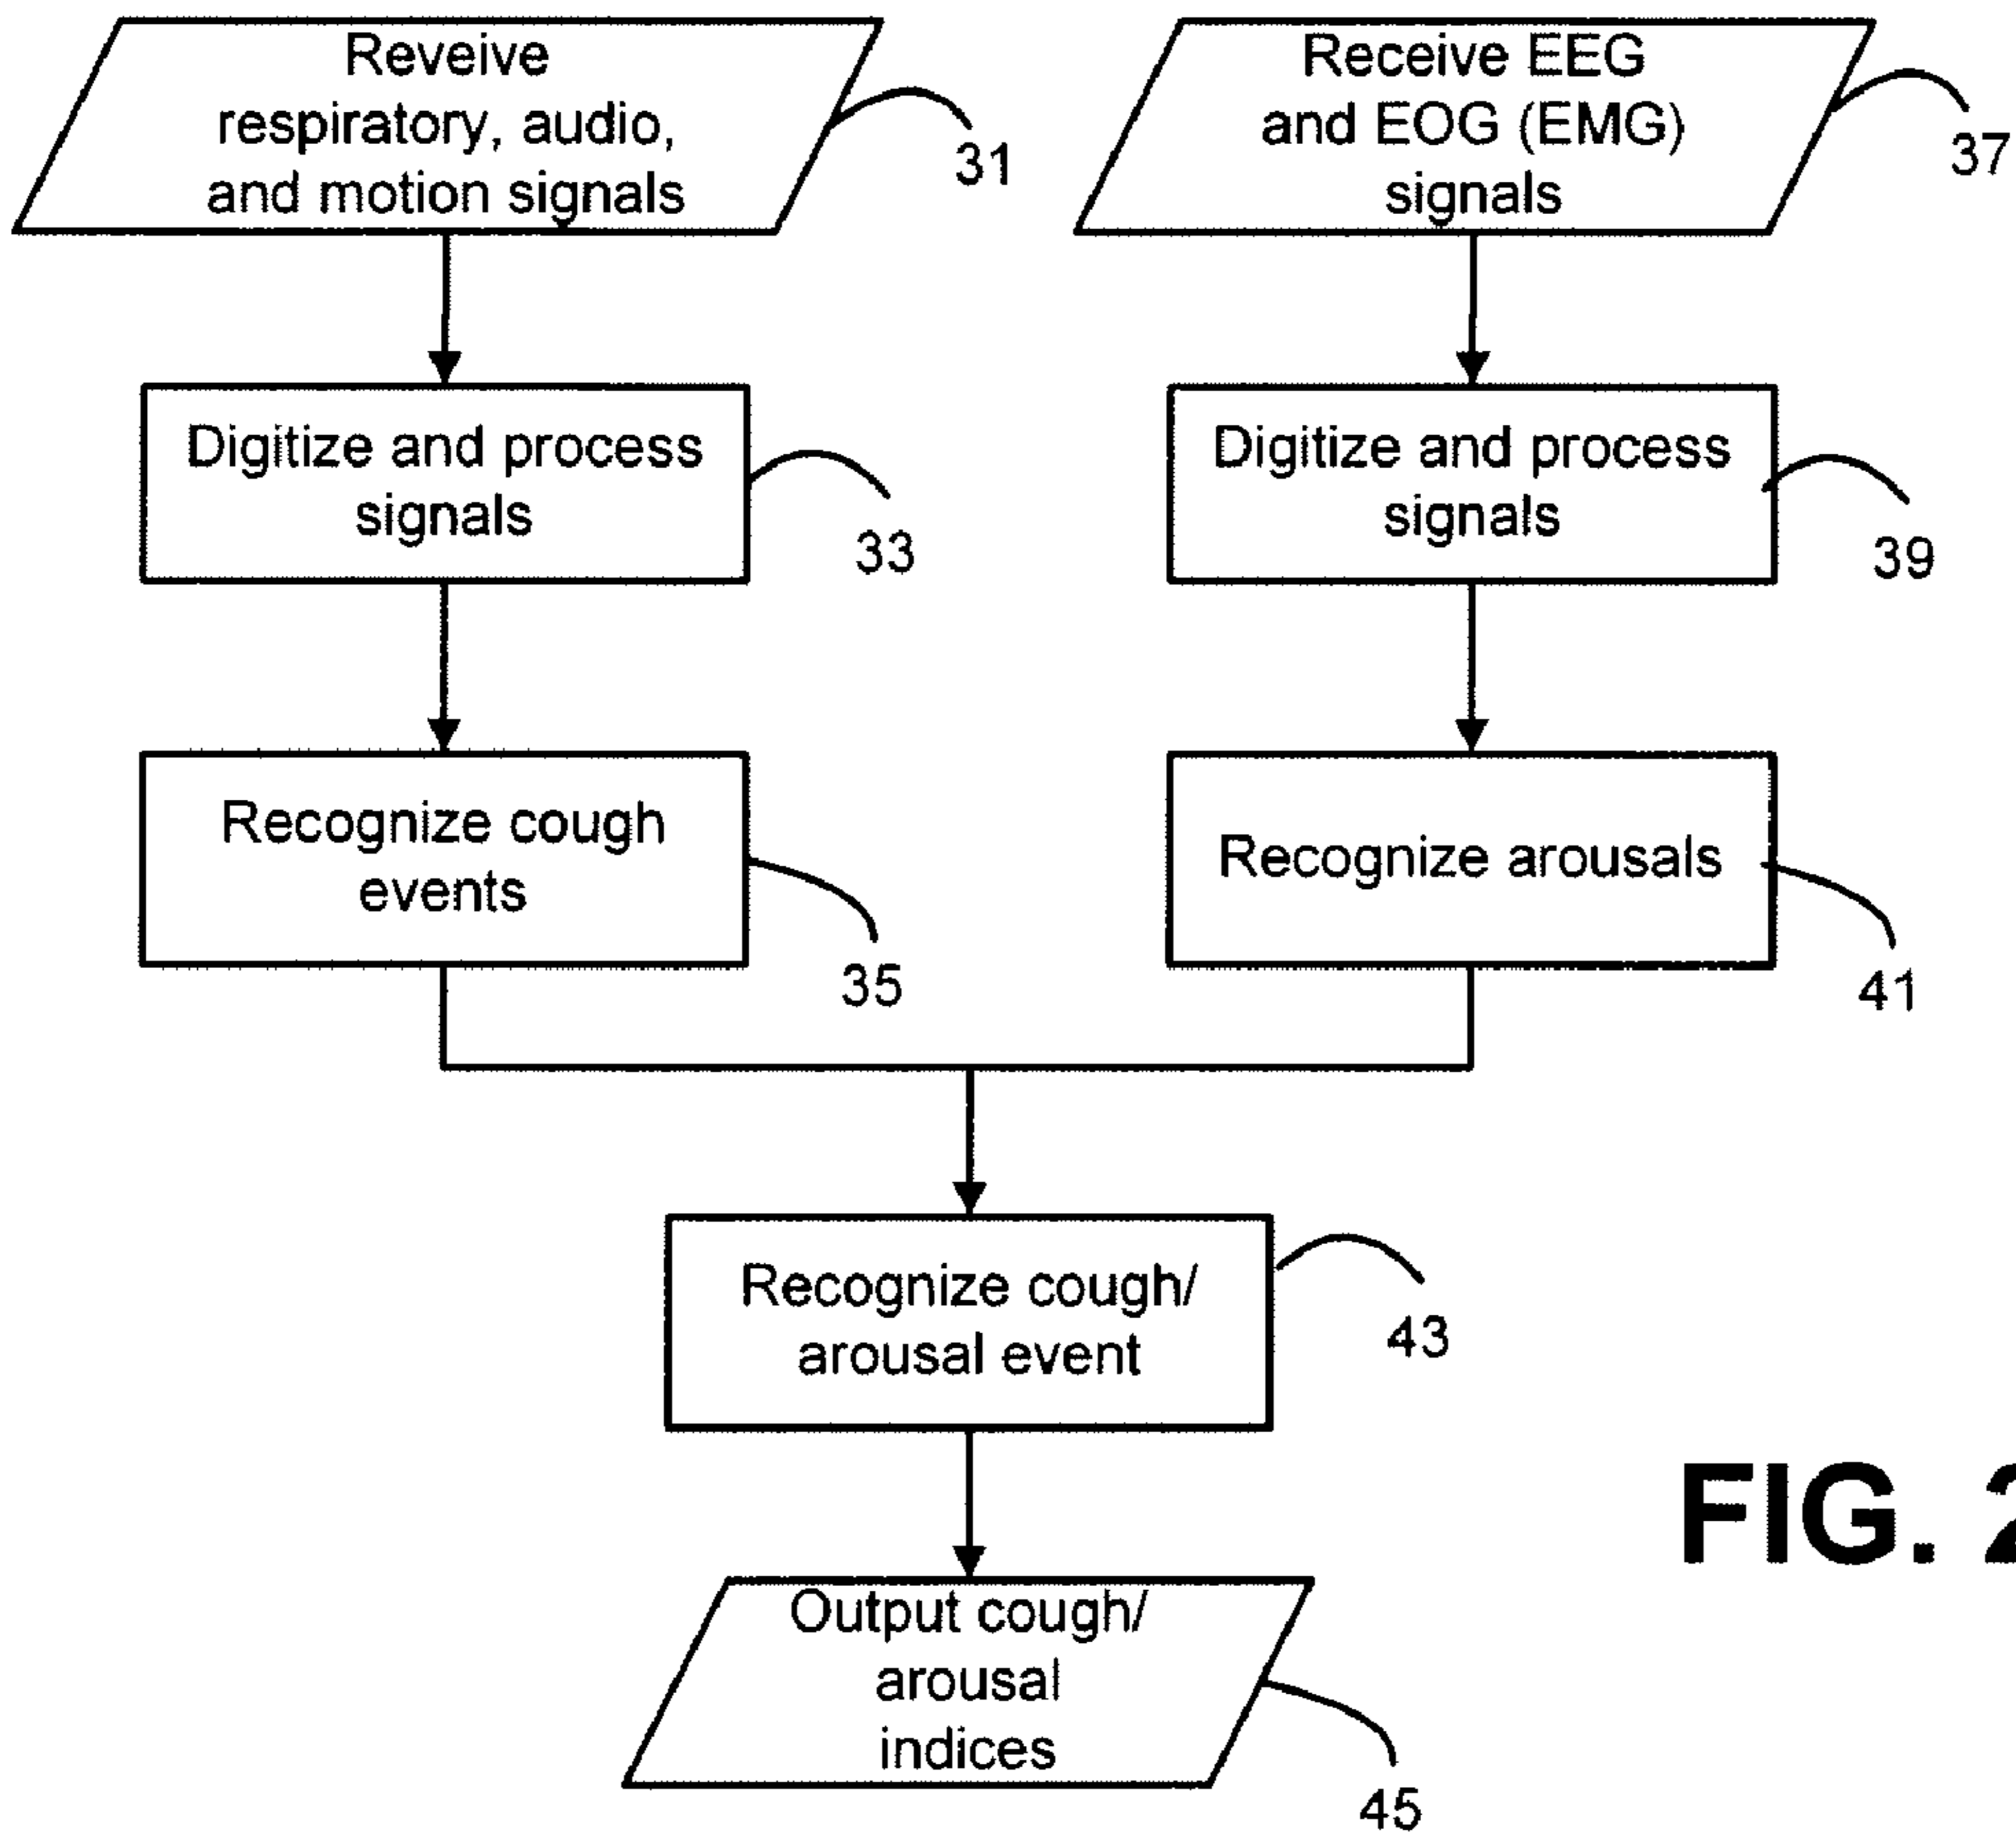 Reveive
respiratory, audio,
and motion signals
31
Receive EEG
and EOG (EMG)
signals
37
Digitize and process
signals
33
Digitize and process
signals
39
Recognize cough
events
35
Recognize arousals
41
Recognize cough/
arousal event
43
FIG. 2
Output cough/
arousal
indices
45